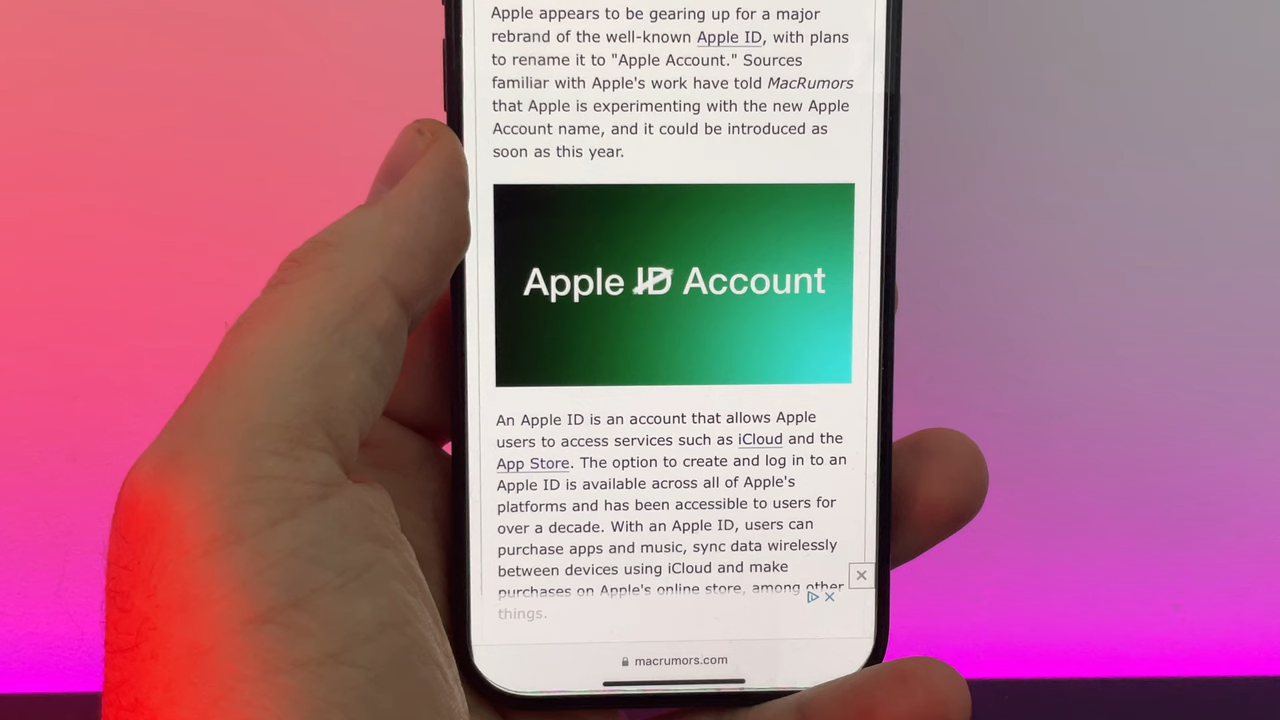 Apple appears to be gearing up for a major
rebrand of the well-known Apple ID, with plans
to rename it to "Apple Account." Sources
familiar with Apple's work have told MacRumors
that Apple is experimenting with the new Apple
Account name, and it could be introduced as
soon as this year.
Apple ID Account
An Apple ID is an account that allows Apple
users to access services such as iCloud and the
App Store. The option to create and log in to an
Apple ID is available across all of Apple's
platforms and has been accessible to users for
over a decade. With an Apple ID, users can
purchase apps and music, sync data wirelessly
between devices using iCloud and make
purchases on Apple's online store, among other
things.
macrumors.com